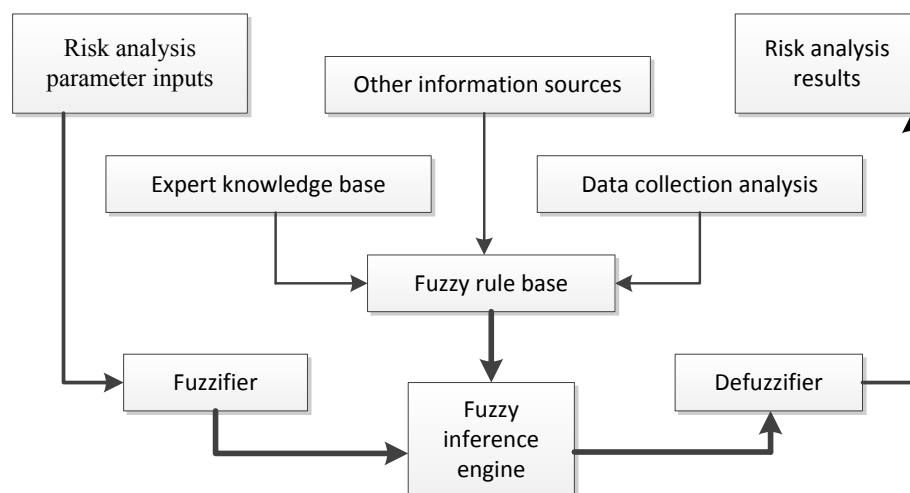 Risk analysis
parameter inputs
Risk analysis
results
Other information sources
Expert knowledge base
Data collection analysis
Fuzzy rule base
Fuzzifier
Defuzzifier
Fuzzy
inference
engine